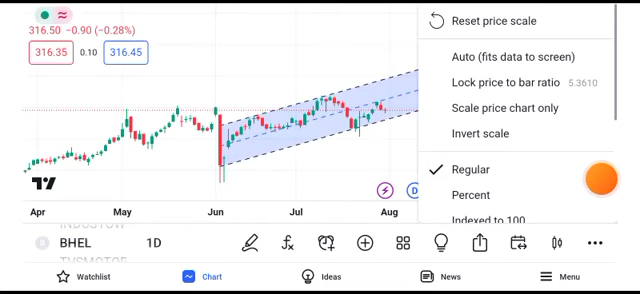 316.50 −0.90 (−0.28%)
316.35 0.10 316.45
Reset price scale
Auto (fits data to screen)
Lock price to bar ratio 5.3610
Scale price chart only
Invert scale
Regular
Percent
Indexed to 100
D
Apr May Jun Jul Aug
INDUSTOW
BHEL 1D
TVSMOTOR
Watchlist Chart Ideas News Menu